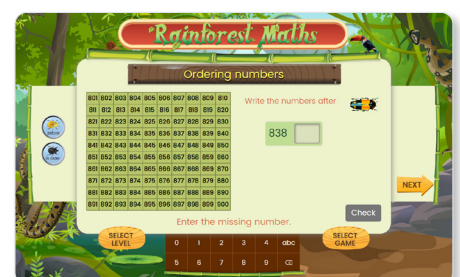 Rainforest Maths
Ordering numbers
801 802 803 804 805 806 807 808 809 810
811 812 813 814 815 816 817 818 819 820
821 822 823 824 825 826 827 828 829 830
831 832 833 834 835 836 837 838 839 840
841 842 843 844 845 846 847 848 849 850
851 852 853 854 855 856 857 858 859 860
861 862 863 864 865 866 867 868 869 870
871 872 873 874 875 876 877 878 879 880
881 882 883 884 885 886 887 888 889 890
891 892 893 894 895 896 897 898 899 900
Write the numbers after
838
NEXT
Check
Enter the missing number.
SELECT
LEVEL
SELECT
GAME
0 1 2 3 4 abc
5 6 7 8 9